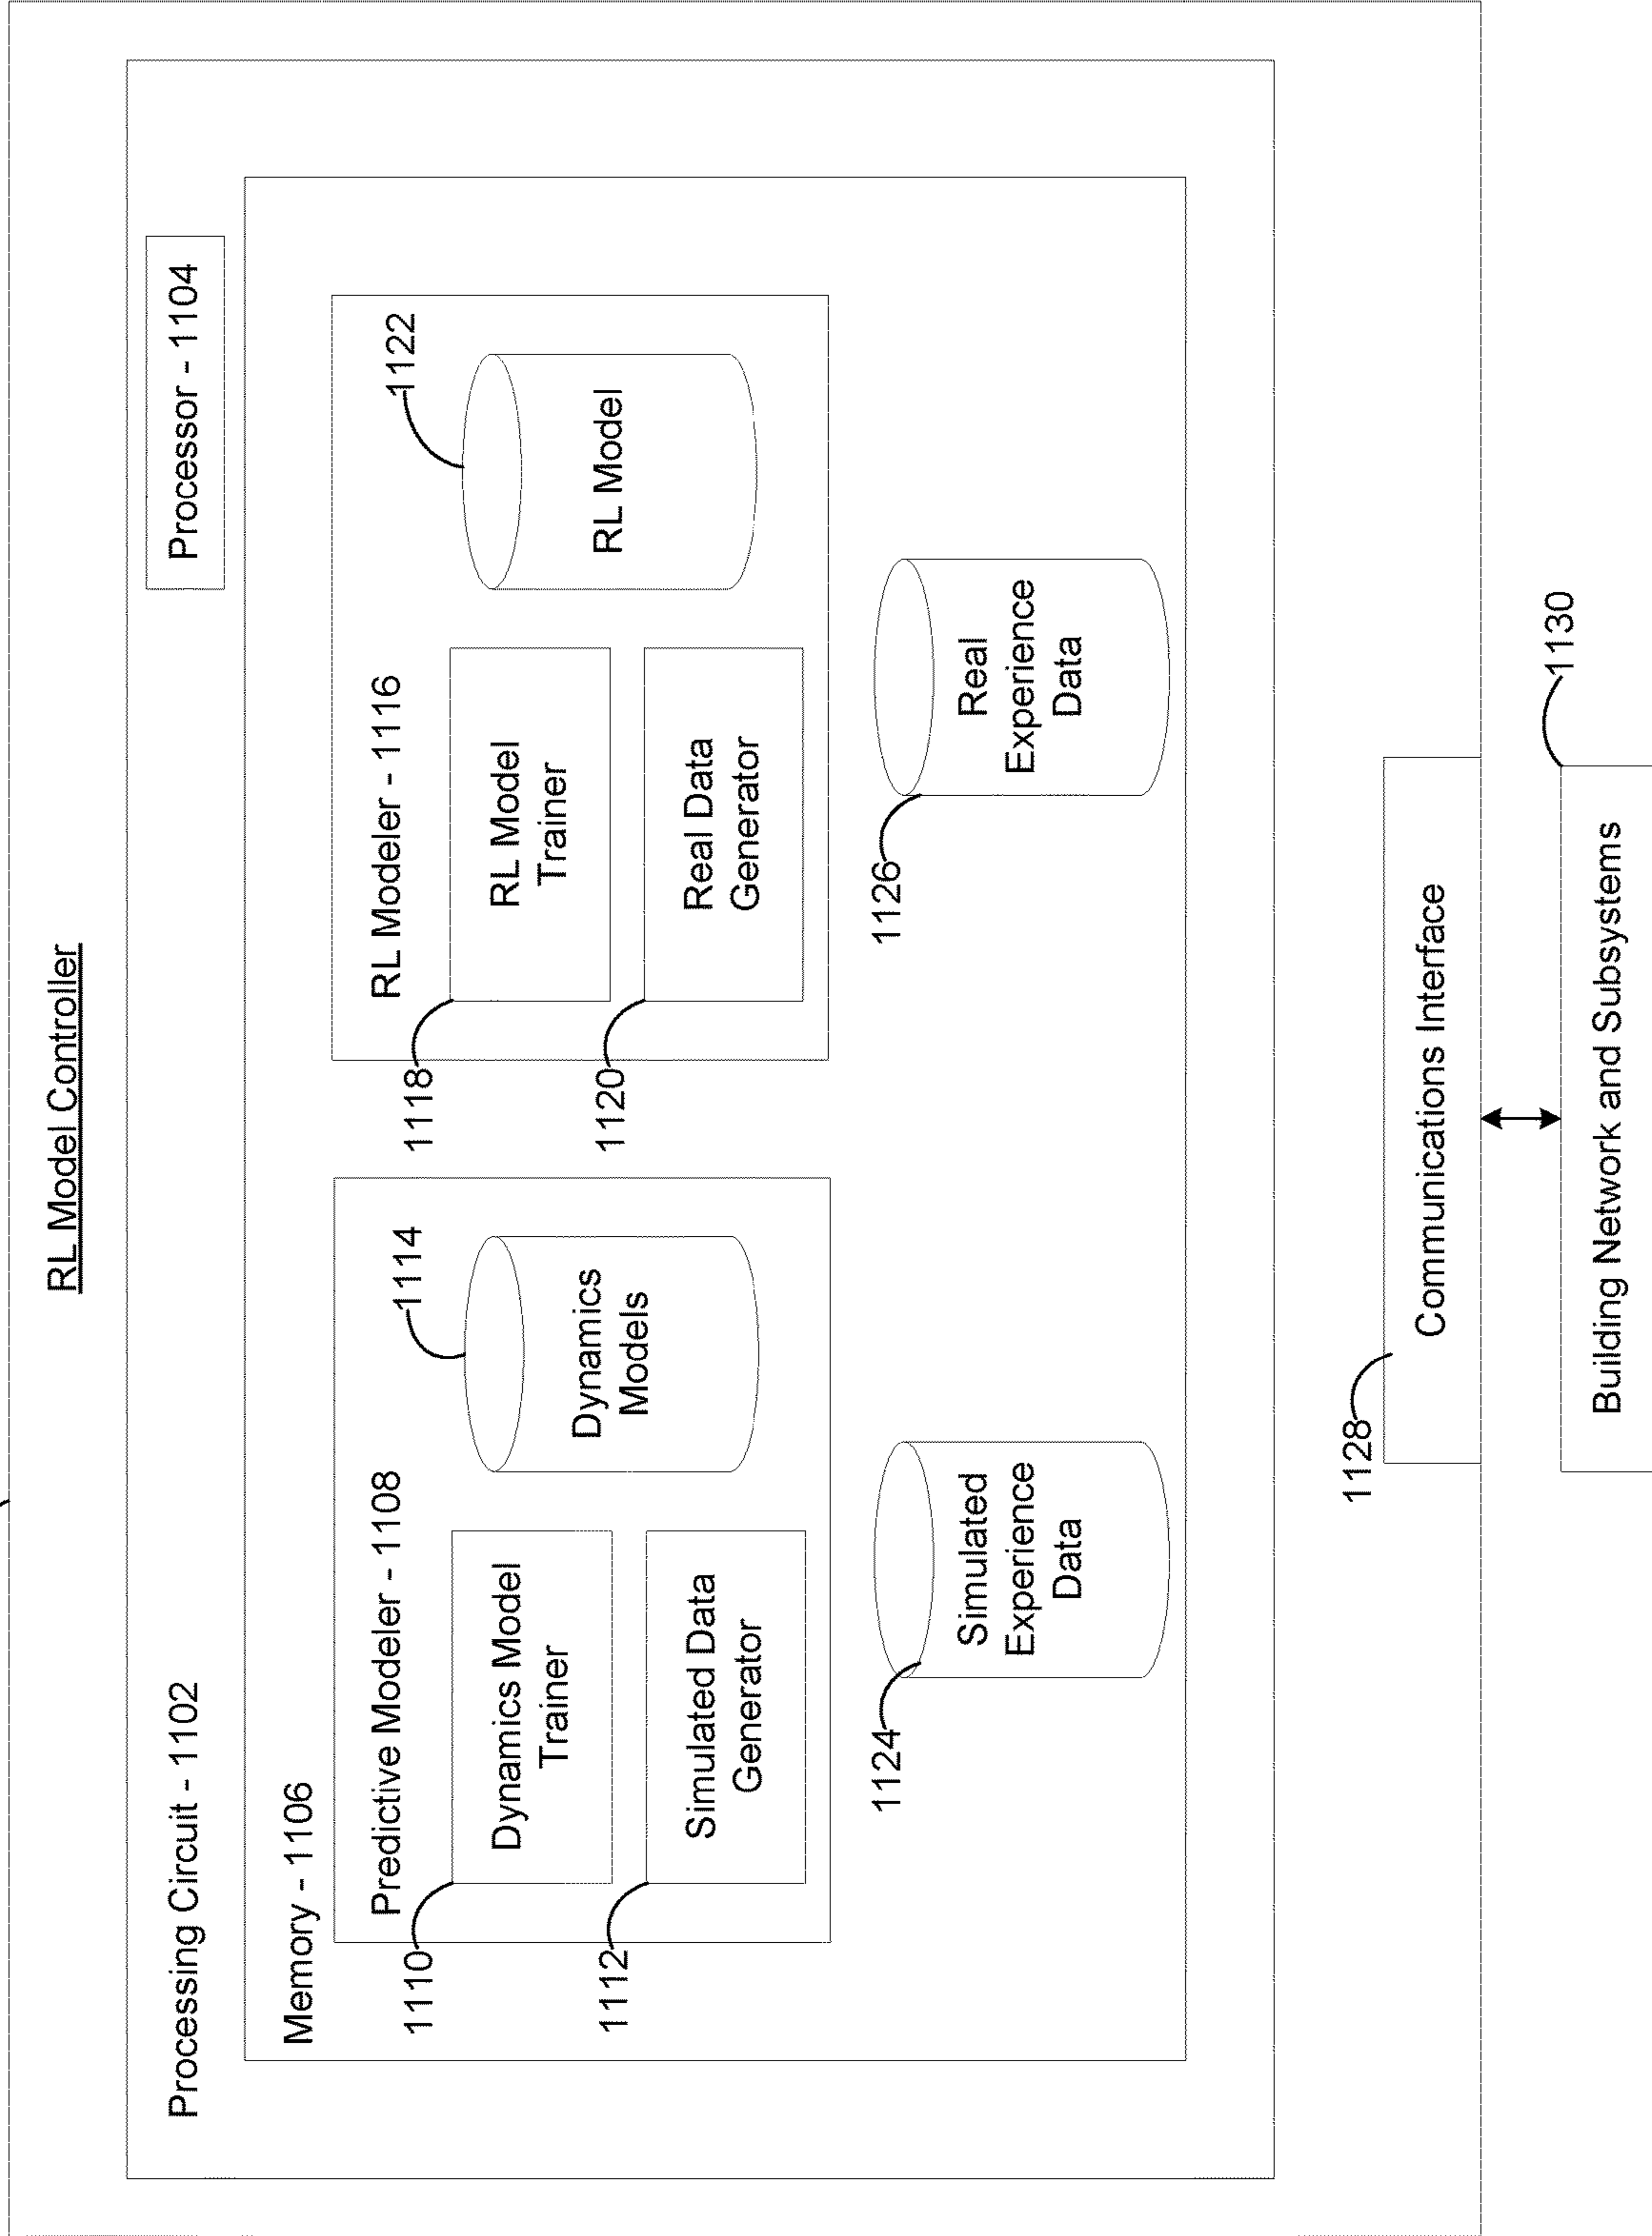 RL Model Controller
Processing Circuit - 1102
Processor - 1104
Memory - 1106
Predictive Modeler - 1108
1110
Dynamics Model
Trainer
1112
Simulated Data
Generator
1114
Dynamics
Models
RL Modeler - 1116
1118
RL Model
Trainer
1120
Real Data
Generator
1122
RL Model
1124
Simulated
Experience
Data
1126
Real
Experience
Data
1128
Communications Interface
1130
Building Network and Subsystems